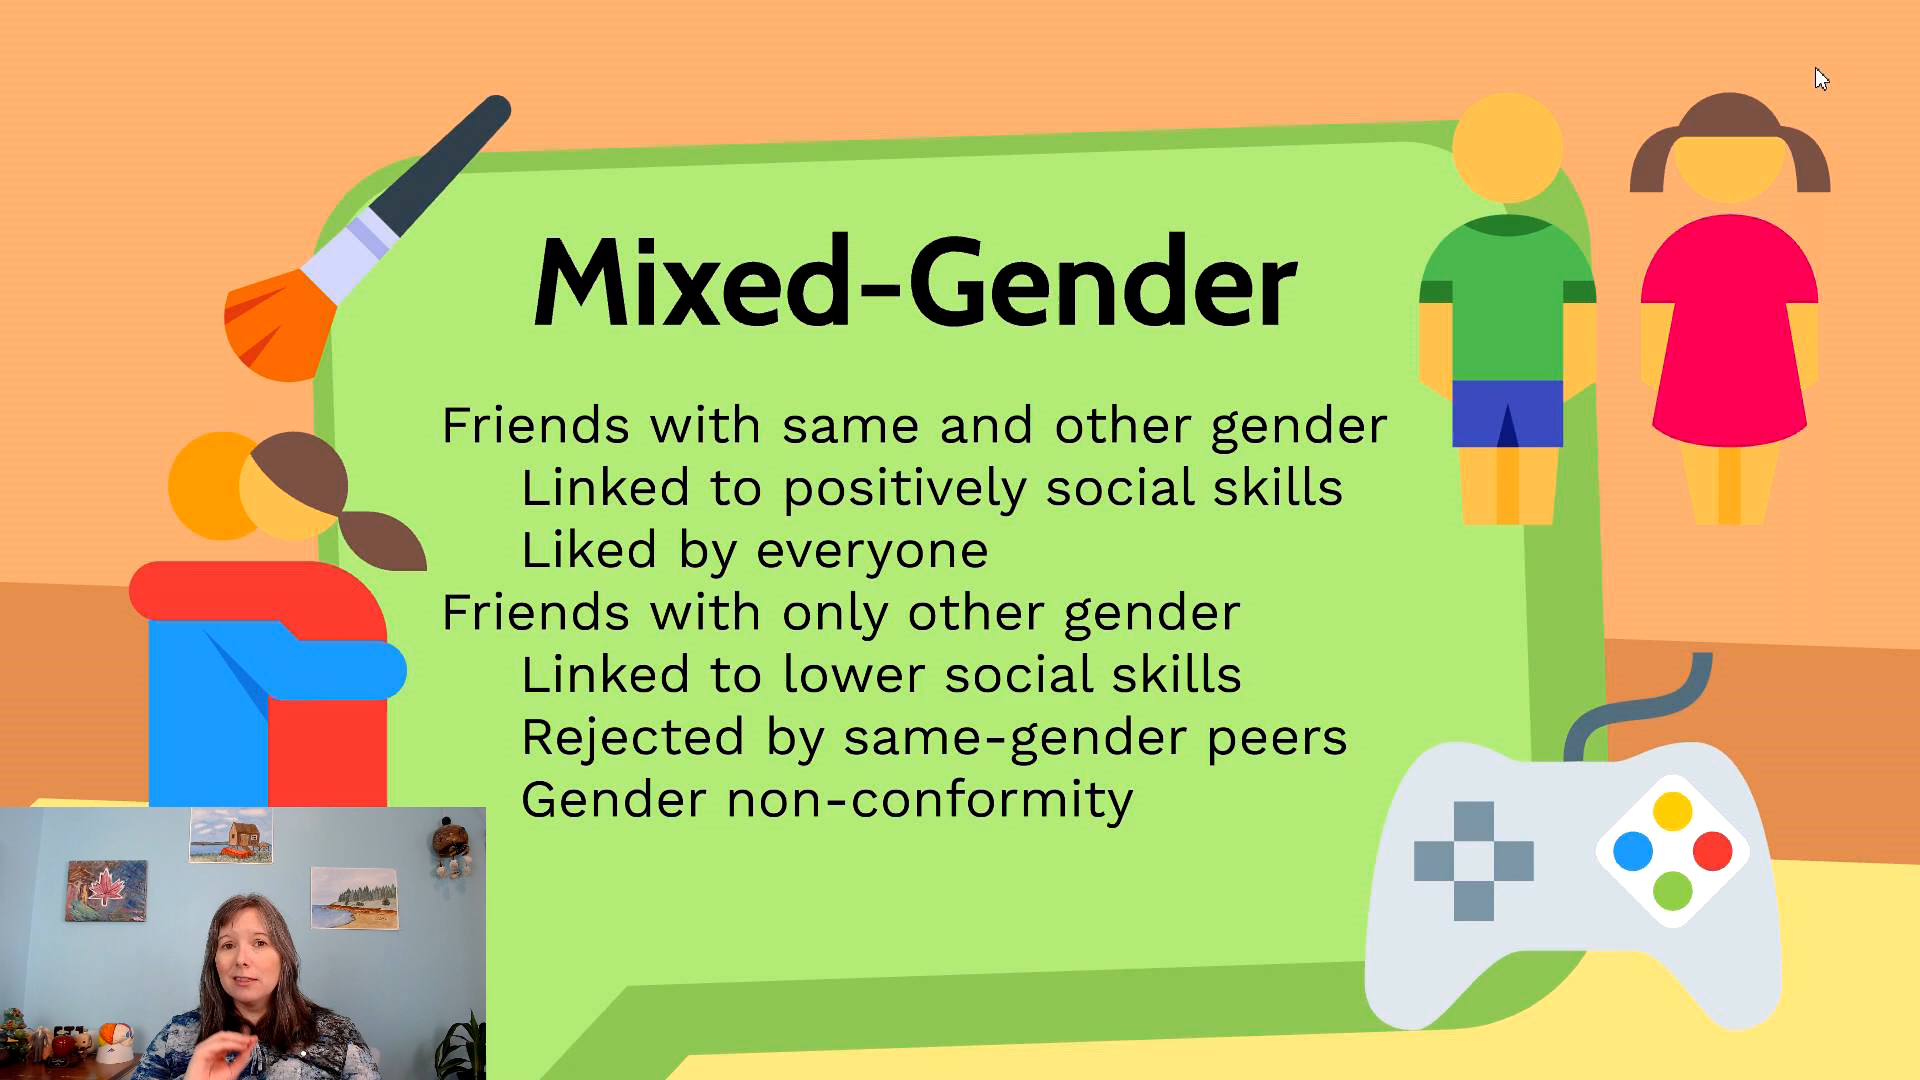 Mixed-Gender
Friends with same and other gender
Linked to positively social skills
Liked by everyone
Friends with only other gender
Linked to lower social skills
Rejected by same-gender peers
Gender non-conformity